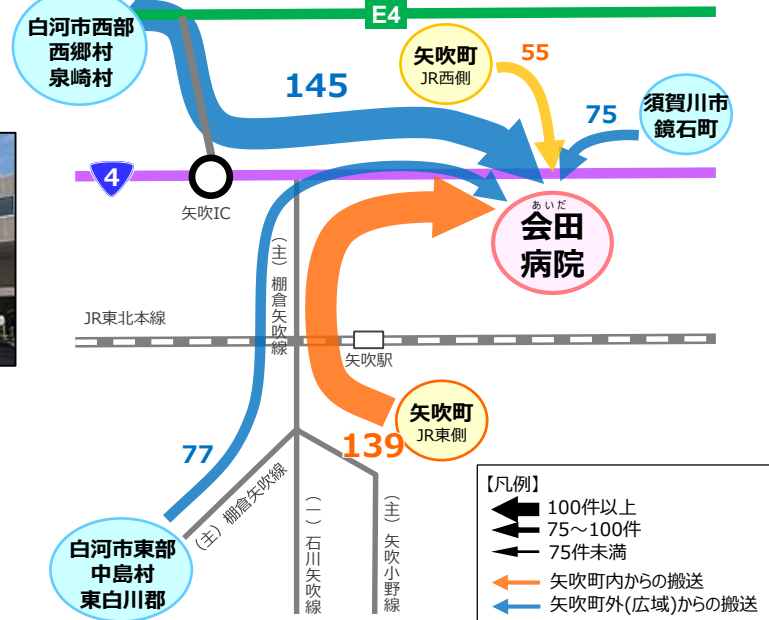 E4
白河市西部
西郷村
泉崎村
145
矢吹町
JR西側
55
75
須賀川市
鏡石町
4
矢吹IC
あいだ
会田
病院
(主)棚倉矢吹線
JR東北本線
矢吹駅
矢吹町
JR東側
139
77
(主)棚倉矢吹線
(一)石川矢吹線
(主)矢吹小野線
白河市東部
中島村
東白川郡
【凡例】
100件以上
75～100件
75件未満
矢吹町内からの搬送
矢吹町外(広域)からの搬送